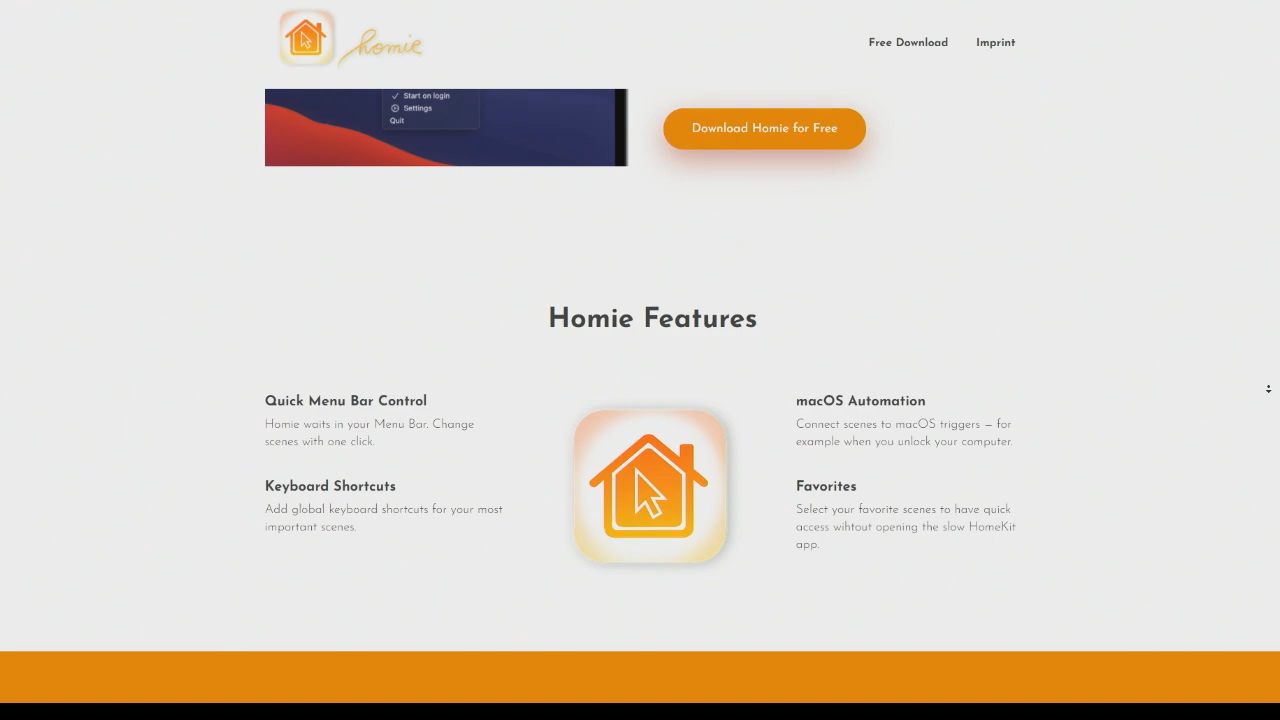 homie
Free Download
Imprint
Start on login
Settings
Quit
Download Homie for Free
Homie Features
Quick Menu Bar Control
Homie waits in your Menu Bar. Change
scenes with one click.
Keyboard Shortcuts
Add global keyboard shortcuts for your most
important scenes.
macOS Automation
Connect scenes to macOS triggers – for
example when you unlock your computer.
Favorites
Select your favorite scenes to have quick
access wihtout opening the slow HomeKit
app.